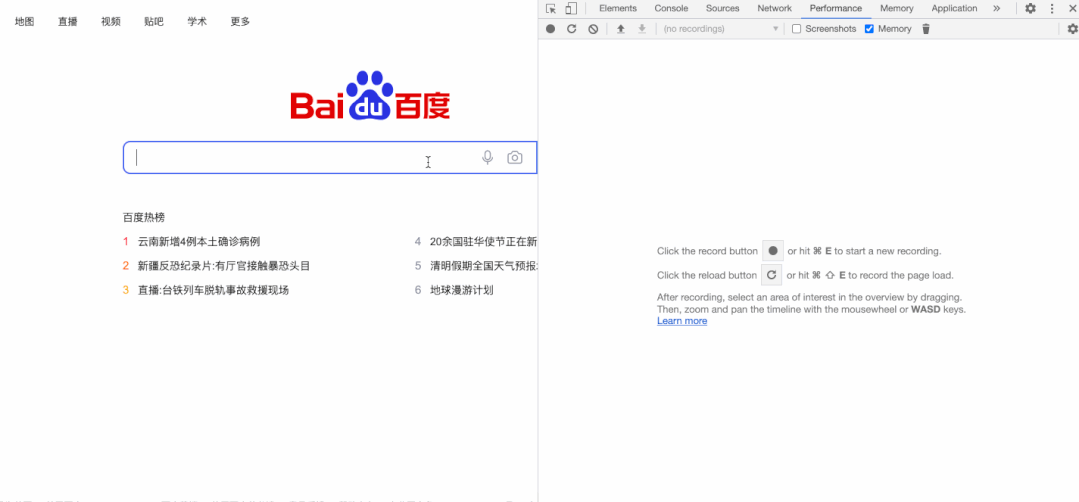 地图 直播 视频 贴吧 学术 更多
Baidu百度
百度热榜
1 云南新增4例本土确诊病例
2 新疆反恐纪录片:有厅官接触暴恐头目
3 直播:台铁列车脱轨事故救援现场
4 20余国驻华使节正在新
5 清明假期全国天气预报
6 地球漫游计划
Elements Console Sources Network Performance Memory Application »
(no recordings) Screenshots Memory
Click the record button or hit ⌘ E to start a new recording.
Click the reload button or hit ⌘ ⇧ E to record the page load.
After recording, select an area of interest in the overview by dragging.
Then, zoom and pan the timeline with the mousewheel or WASD keys.
Learn more